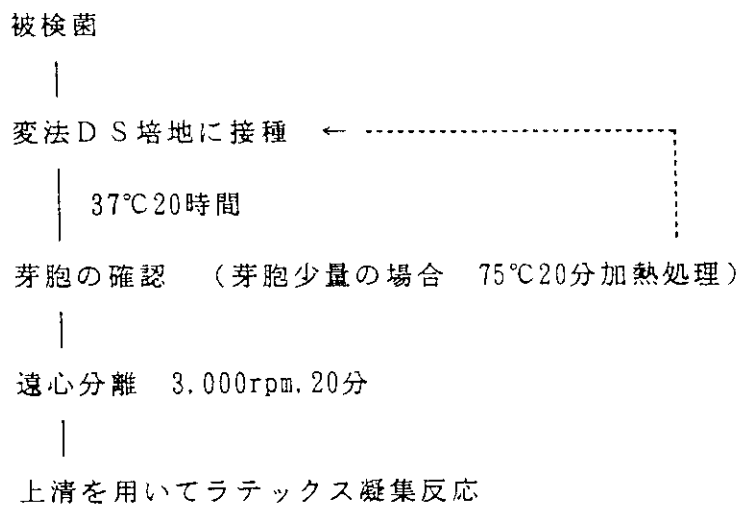 被検菌
変法DS培地に接種 ←
37℃20時間
芽胞の確認 (芽胞少量の場合 75℃20分加熱処理)
遠心分離 3,000rpm,20分
上清を用いてラテックス凝集反応